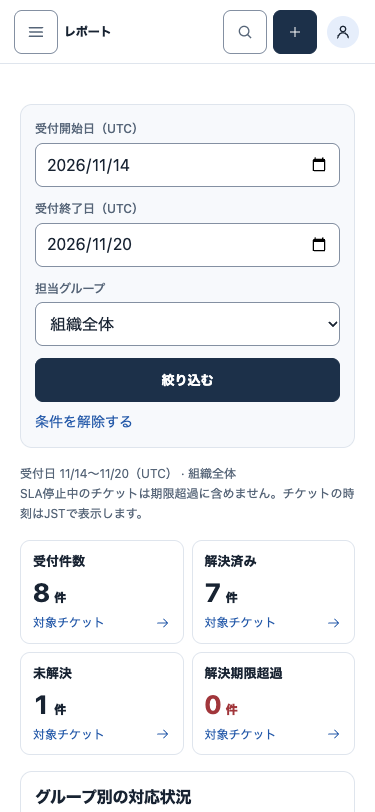 レポート
受付開始日（UTC）
2026/11/14
受付終了日（UTC）
2026/11/20
担当グループ
組織全体
絞り込む
条件を解除する
受付日 11/14〜11/20（UTC）· 組織全体
SLA停止中のチケットは期限超過に含めません。チケットの時
刻はJSTで表示します。
受付件数
8 件
対象チケット
解決済み
7 件
対象チケット
未解決
1 件
対象チケット
解決期限超過
0 件
対象チケット
グループ別の対応状況